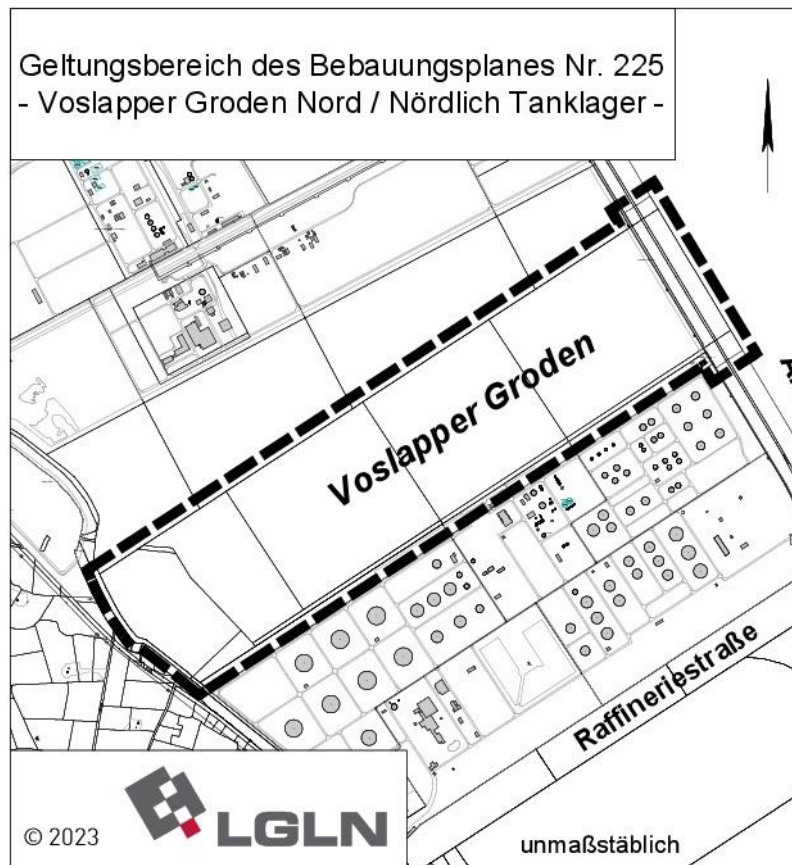 Geltungsbereich des Bebauungsplanes Nr. 225
- Voslapper Groden Nord / Nördlich Tanklager -
Voslapper Groden
Raffineriestraße
© 2023
LGLN
unmaßstäblich